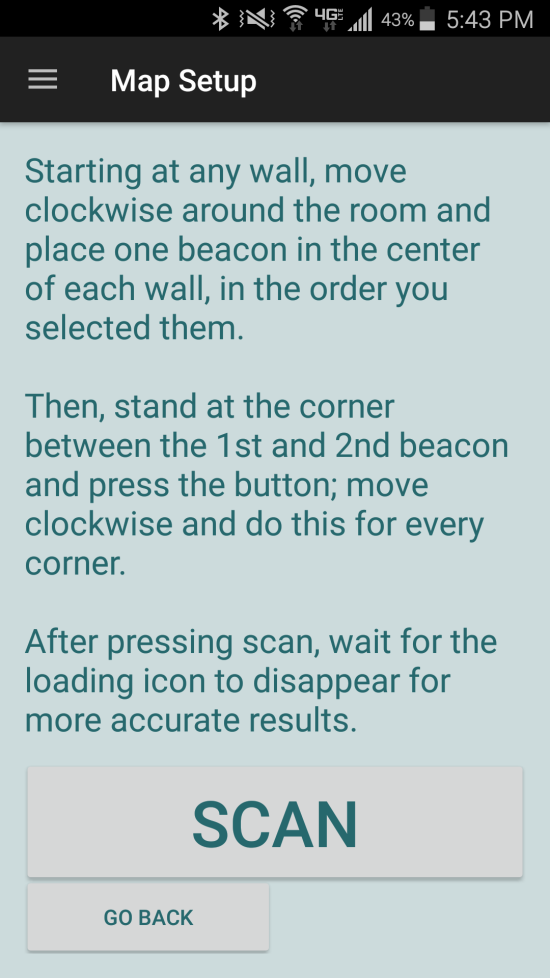 4G LTE 43% 5:43 PM
Map Setup
Starting at any wall, move
clockwise around the room and
place one beacon in the center
of each wall, in the order you
selected them.
Then, stand at the corner
between the 1st and 2nd beacon
and press the button; move
clockwise and do this for every
corner.
After pressing scan, wait for the
loading icon to disappear for
more accurate results.
SCAN
GO BACK